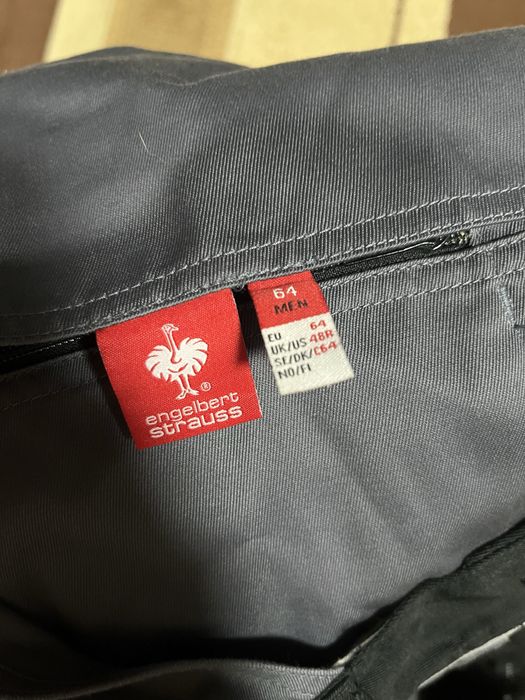 engelbert
strauss
®
64
MEN
EU 64
UK/US 48R
SE/DK/ C64
NO/FI